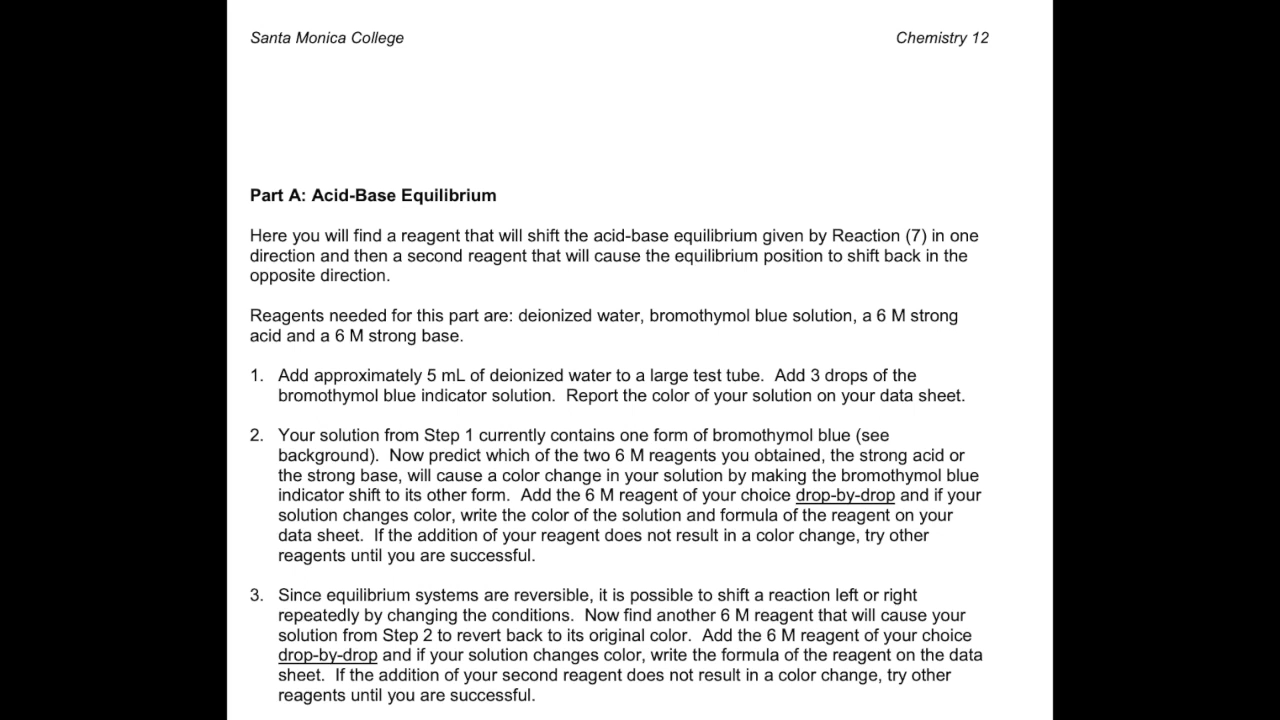 Santa Monica College
Chemistry 12
Part A: Acid-Base Equilibrium
Here you will find a reagent that will shift the acid-base equilibrium given by Reaction (7) in one
direction and then a second reagent that will cause the equilibrium position to shift back in the
opposite direction.
Reagents needed for this part are: deionized water, bromothymol blue solution, a 6 M strong
acid and a 6 M strong base.
1. Add approximately 5 mL of deionized water to a large test tube. Add 3 drops of the
bromothymol blue indicator solution. Report the color of your solution on your data sheet.
2. Your solution from Step 1 currently contains one form of bromothymol blue (see
background). Now predict which of the two 6 M reagents you obtained, the strong acid or
the strong base, will cause a color change in your solution by making the bromothymol blue
indicator shift to its other form. Add the 6 M reagent of your choice drop-by-drop and if your
solution changes color, write the color of the solution and formula of the reagent on your
data sheet. If the addition of your reagent does not result in a color change, try other
reagents until you are successful.
3. Since equilibrium systems are reversible, it is possible to shift a reaction left or right
repeatedly by changing the conditions. Now find another 6 M reagent that will cause your
solution from Step 2 to revert back to its original color. Add the 6 M reagent of your choice
drop-by-drop and if your solution changes color, write the formula of the reagent on the data
sheet. If the addition of your second reagent does not result in a color change, try other
reagents until you are successful.